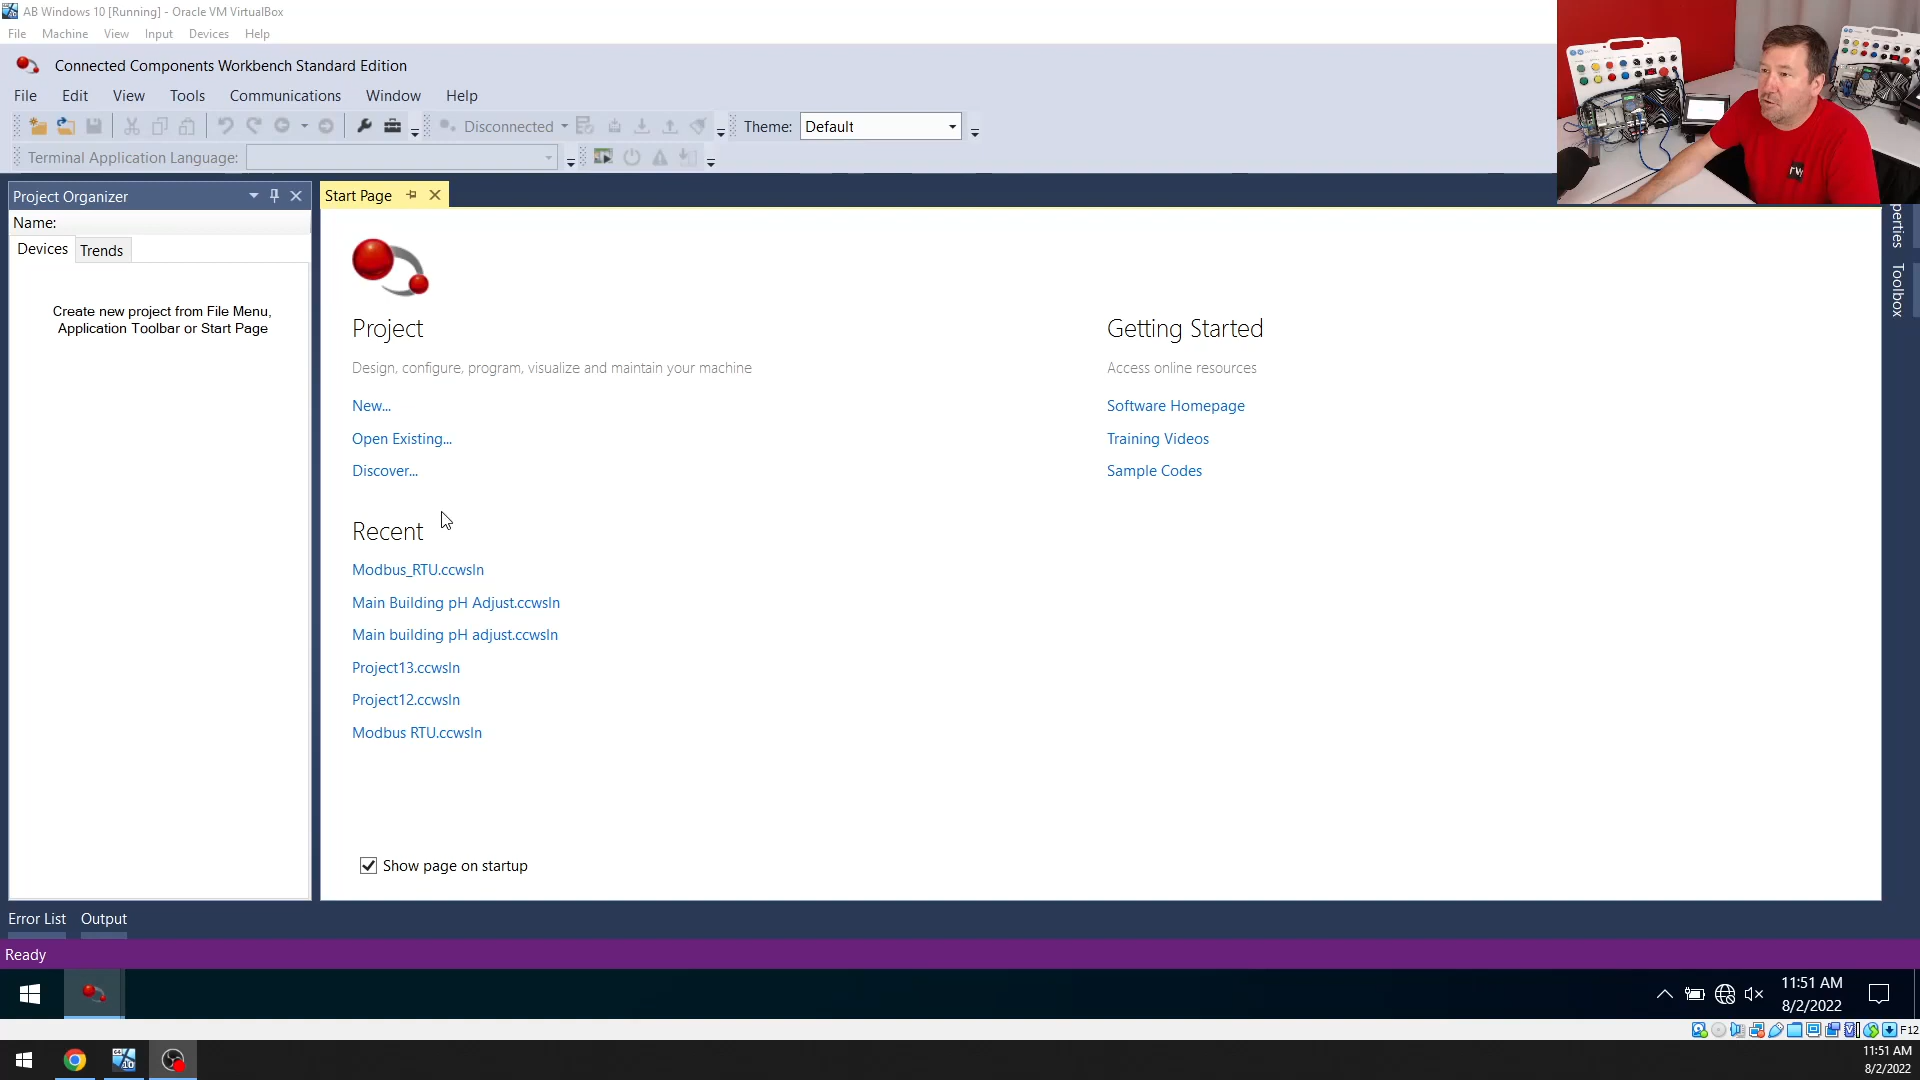 AB Windows 10 [Running] - Oracle VM VirtualBox
File Machine View Input Devices Help
Connected Components Workbench Standard Edition
File Edit View Tools Communications Window Help
Disconnected Theme: Default
Terminal Application Language:
Project Organizer
Name:
Devices Trends
Create new project from File Menu,
Application Toolbar or Start Page
Start Page
Project
Design, configure, program, visualize and maintain your machine
New...
Open Existing...
Discover...
Recent
Modbus_RTU.ccwsln
Main Building pH Adjust.ccwsln
Main building pH adjust.ccwsln
Project13.ccwsln
Project12.ccwsln
Modbus RTU.ccwsln
Show page on startup
Getting Started
Access online resources
Software Homepage
Training Videos
Sample Codes
perties
Toolbox
Error List Output
Ready
11:51 AM
8/2/2022
F12
11:51 AM
8/2/2022